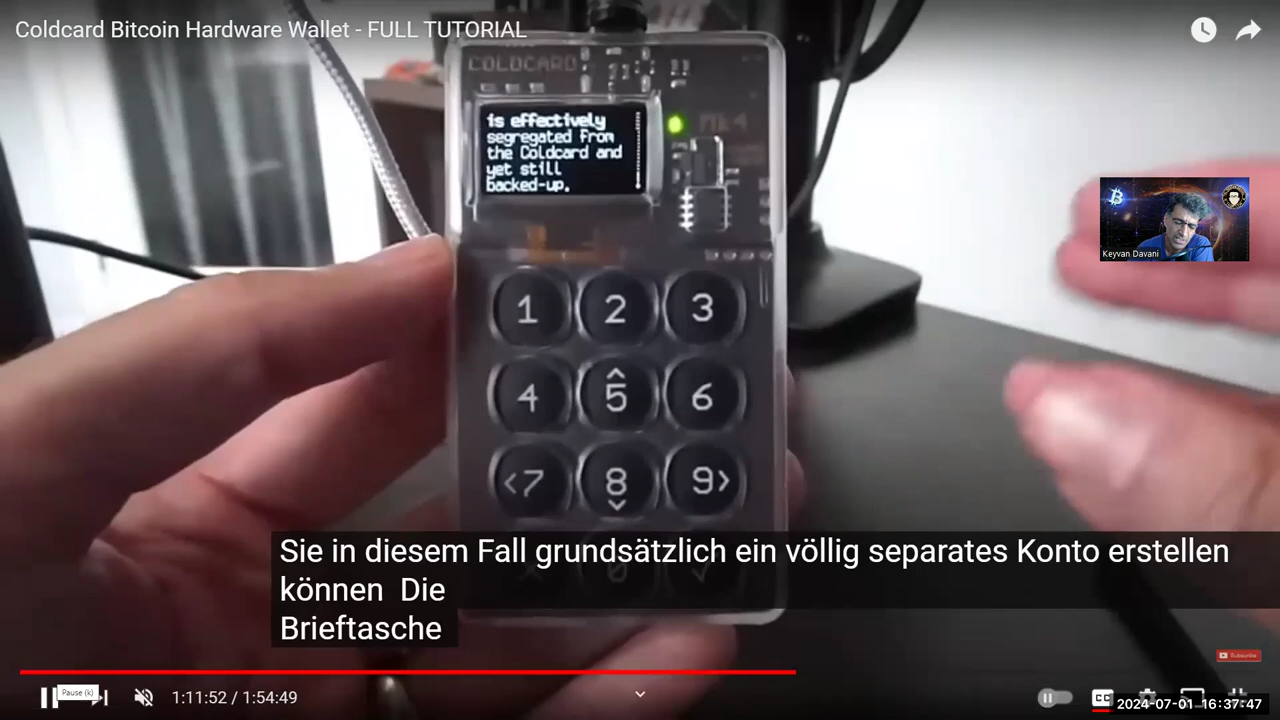 Coldcard Bitcoin Hardware Wallet - FULL TUTORIAL
COLDCARD
is effectively
segregated from
the Coldcard and
yet still
backed-up.
Mk4
Keyvan Davani
1 2 3
4 5 6
<7 8 9>
Sie in diesem Fall grundsätzlich ein völlig separates Konto erstellen
können Die
Brieftasche
Subscribe
Pause (k)
1:11:52 / 1:54:49
CC
2024-07-01 16:37:47